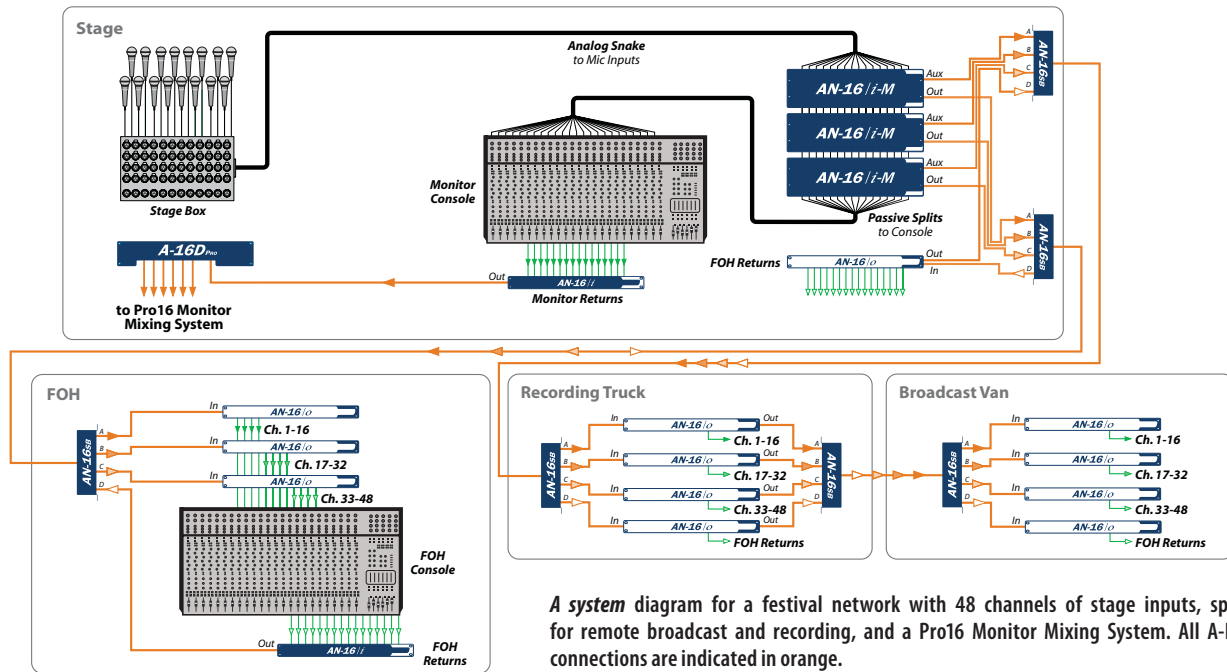 Stage
Analog Snake
to Mic Inputs
AN-16/i-M
Aux
Out
AN-16/i-M
Aux
Out
AN-16/i-M
Aux
Out
A
B
C
D
AN-16SB
Monitor
Console
Stage Box
Passive Splits
to Console
A
B
C
D
AN-16SB
A-16D PRO
FOH Returns
AN-16/o
Out
In
Out
AN-16/i
Monitor Returns
to Pro16 Monitor
Mixing System
FOH
AN-16SB
A
B
C
D
In
AN-16/o
Ch. 1-16
In
AN-16/o
Ch. 17-32
In
AN-16/o
Ch. 33-48
FOH
Console
Out
AN-16/i
FOH
Returns
Recording Truck
AN-16SB
A
B
C
D
In
AN-16/o
Out
Ch. 1-16
In
AN-16/o
Out
Ch. 17-32
In
AN-16/o
Out
Ch. 33-48
In
AN-16/o
Out
FOH Returns
A
B
C
D
AN-16SB
Broadcast Van
AN-16SB
A
B
C
D
In
AN-16/o
Ch. 1-16
In
AN-16/o
Ch. 17-32
In
AN-16/o
Ch. 33-48
In
AN-16/o
FOH Returns
A system diagram for a festival network with 48 channels of stage inputs, sp
for remote broadcast and recording, and a Pro16 Monitor Mixing System. All A-
connections are indicated in orange.